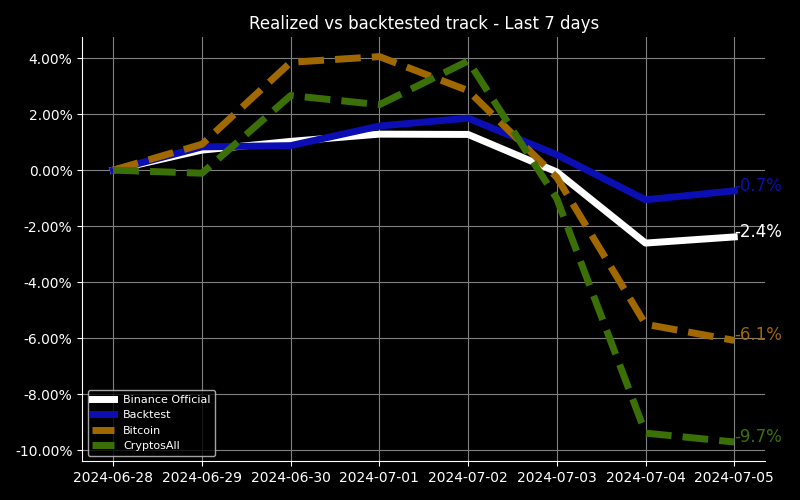 Realized vs backtested track - Last 7 days
4.00%
2.00%
0.00%
-2.00%
-4.00%
-6.00%
-8.00%
-10.00%
-0.7%
-2.4%
-6.1%
-9.7%
Binance Official
Backtest
Bitcoin
CryptosAll
2024-06-28 2024-06-29 2024-06-30 2024-07-01 2024-07-02 2024-07-03 2024-07-04 2024-07-05